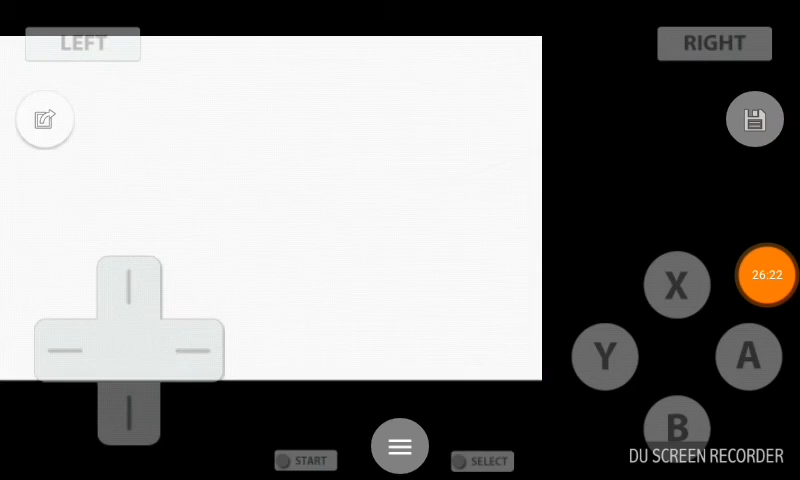 LEFT
RIGHT
X
26:22
Y
A
B
START
SELECT
DU SCREEN RECORDER